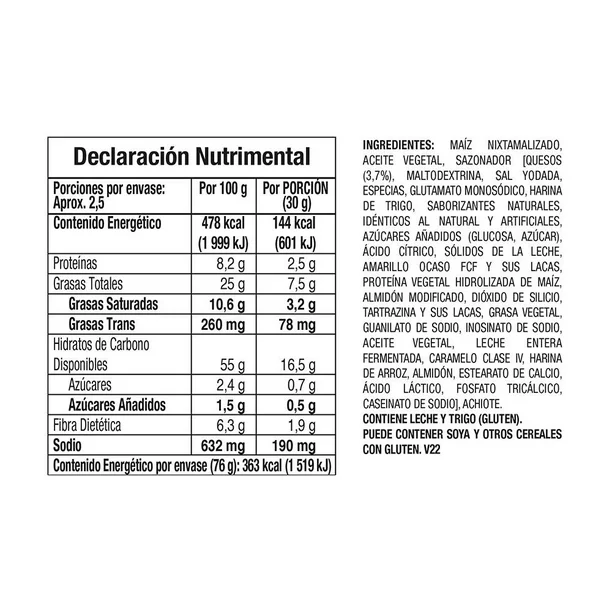 Declaración Nutrimental
Porciones por envase:
Aprox. 2,5
Por 100 g
Por PORCIÓN
(30 g)
Contenido Energético 478 kcal 144 kcal
(1 999 kJ) (601 kJ)
Proteínas 8,2 g 2,5 g
Grasas Totales 25 g 7,5 g
Grasas Saturadas 10,6 g 3,2 g
Grasas Trans 260 mg 78 mg
Hidratos de Carbono
Disponibles 55 g 16,5 g
Azúcares 2,4 g 0,7 g
Azúcares Añadidos 1,5 g 0,5 g
Fibra Dietética 6,3 g 1,9 g
Sodio 632 mg 190 mg
Contenido Energético por envase (76 g): 363 kcal (1 519 kJ)
INGREDIENTES: MAÍZ NIXTAMALIZADO,
ACEITE VEGETAL, SAZONADOR [QUESOS
(3,7%), MALTODEXTRINA, SAL YODADA,
ESPECIAS, GLUTAMATO MONOSÓDICO, HARINA
DE TRIGO, SABORIZANTES NATURALES,
IDÉNTICOS AL NATURAL Y ARTIFICIALES,
AZÚCARES AÑADIDOS (GLUCOSA, AZÚCAR),
ÁCIDO CÍTRICO, SÓLIDOS DE LA LECHE,
AMARILLO OCASO FCF Y SUS LACAS,
PROTEÍNA VEGETAL HIDROLIZADA DE MAÍZ,
ALMIDÓN MODIFICADO, DIÓXIDO DE SILICIO,
TARTRAZINA Y SUS LACAS, GRASA VEGETAL,
GUANILATO DE SODIO, INOSINATO DE SODIO,
ACEITE VEGETAL, LECHE ENTERA
FERMENTADA, CARAMELO CLASE IV, HARINA
DE ARROZ, ALMIDÓN, ESTEARATO DE CALCIO,
ÁCIDO LÁCTICO, FOSFATO TRICÁLCICO,
CASEINATO DE SODIO], ACHIOTE.
CONTIENE LECHE Y TRIGO (GLUTEN).
PUEDE CONTENER SOYA Y OTROS CEREALES
CON GLUTEN. V22